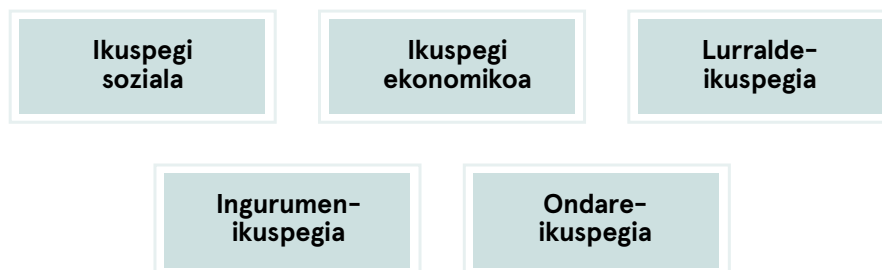 Ikuspegi
soziala
Ikuspegi
ekonomikoa
Lurralde-
ikuspegia
Ingurumen-
ikuspegia
Ondare-
ikuspegia